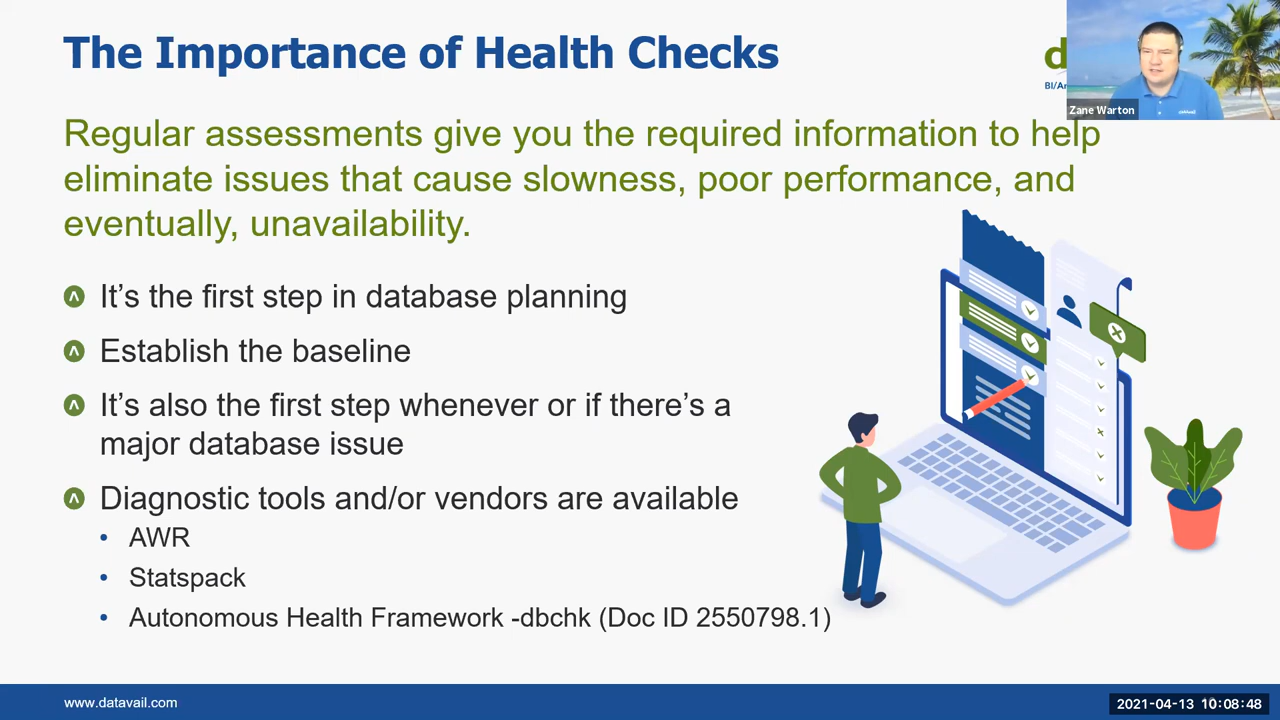 The Importance of Health Checks
d
BI/Ar
Zane Warton
Regular assessments give you the required information to help
eliminate issues that cause slowness, poor performance, and
eventually, unavailability.
It's the first step in database planning
Establish the baseline
It's also the first step whenever or if there's a
major database issue
Diagnostic tools and/or vendors are available
• AWR
• Statspack
• Autonomous Health Framework -dbchk (Doc ID 2550798.1)
www.datavail.com
2021-04-13 10:08:48